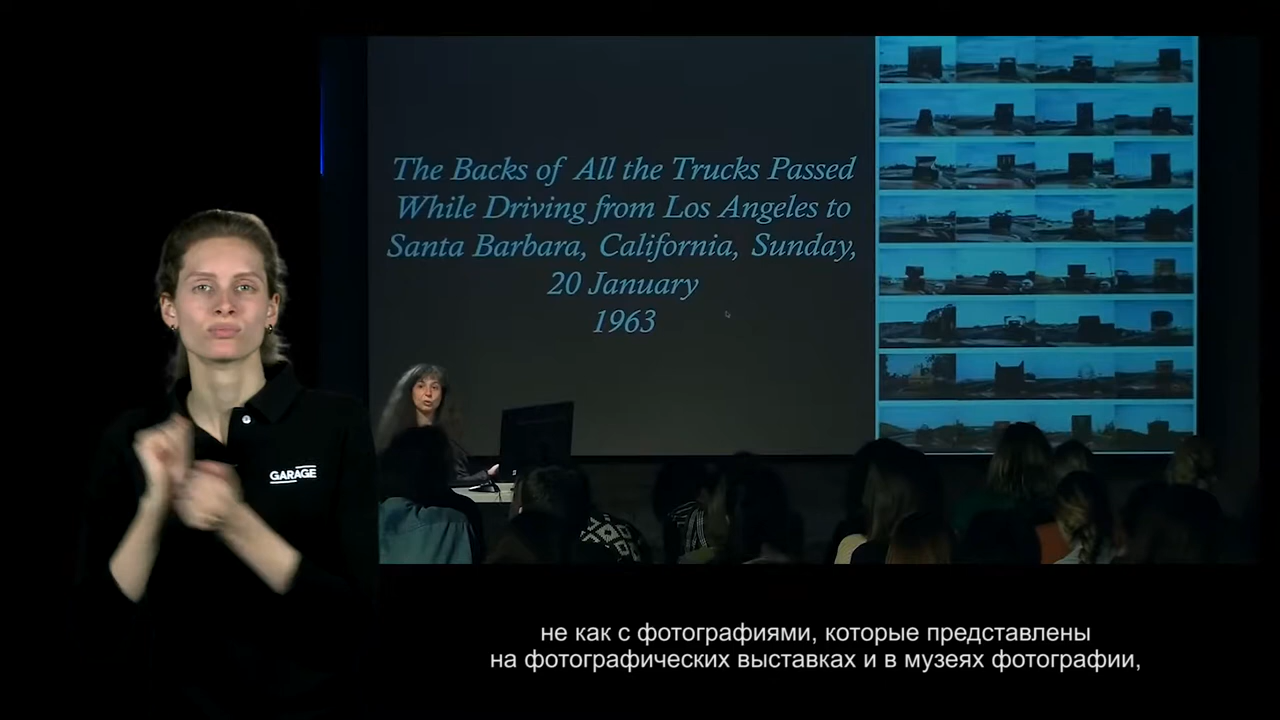 The Backs of All the Trucks Passed
While Driving from Los Angeles to
Santa Barbara, California, Sunday,
20 January
1963
GARAGE
не как с фотографиями, которые представлены
на фотографических выставках и в музеях фотографии,